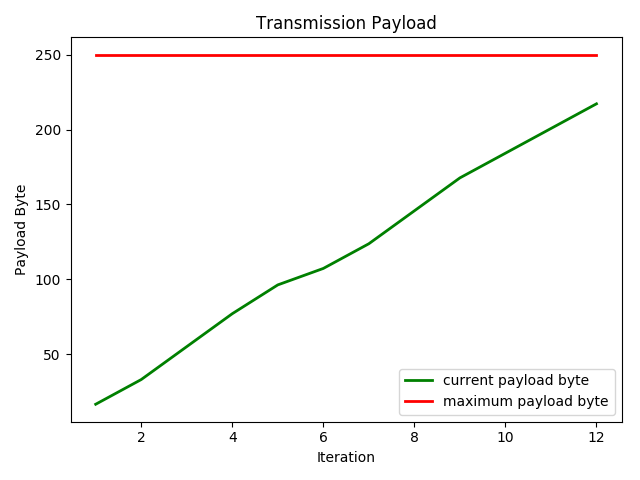 Transmission Payload
250
200
150
100
50
Payload Byte
current payload byte
maximum payload byte
2 4 6 8 10 12
Iteration